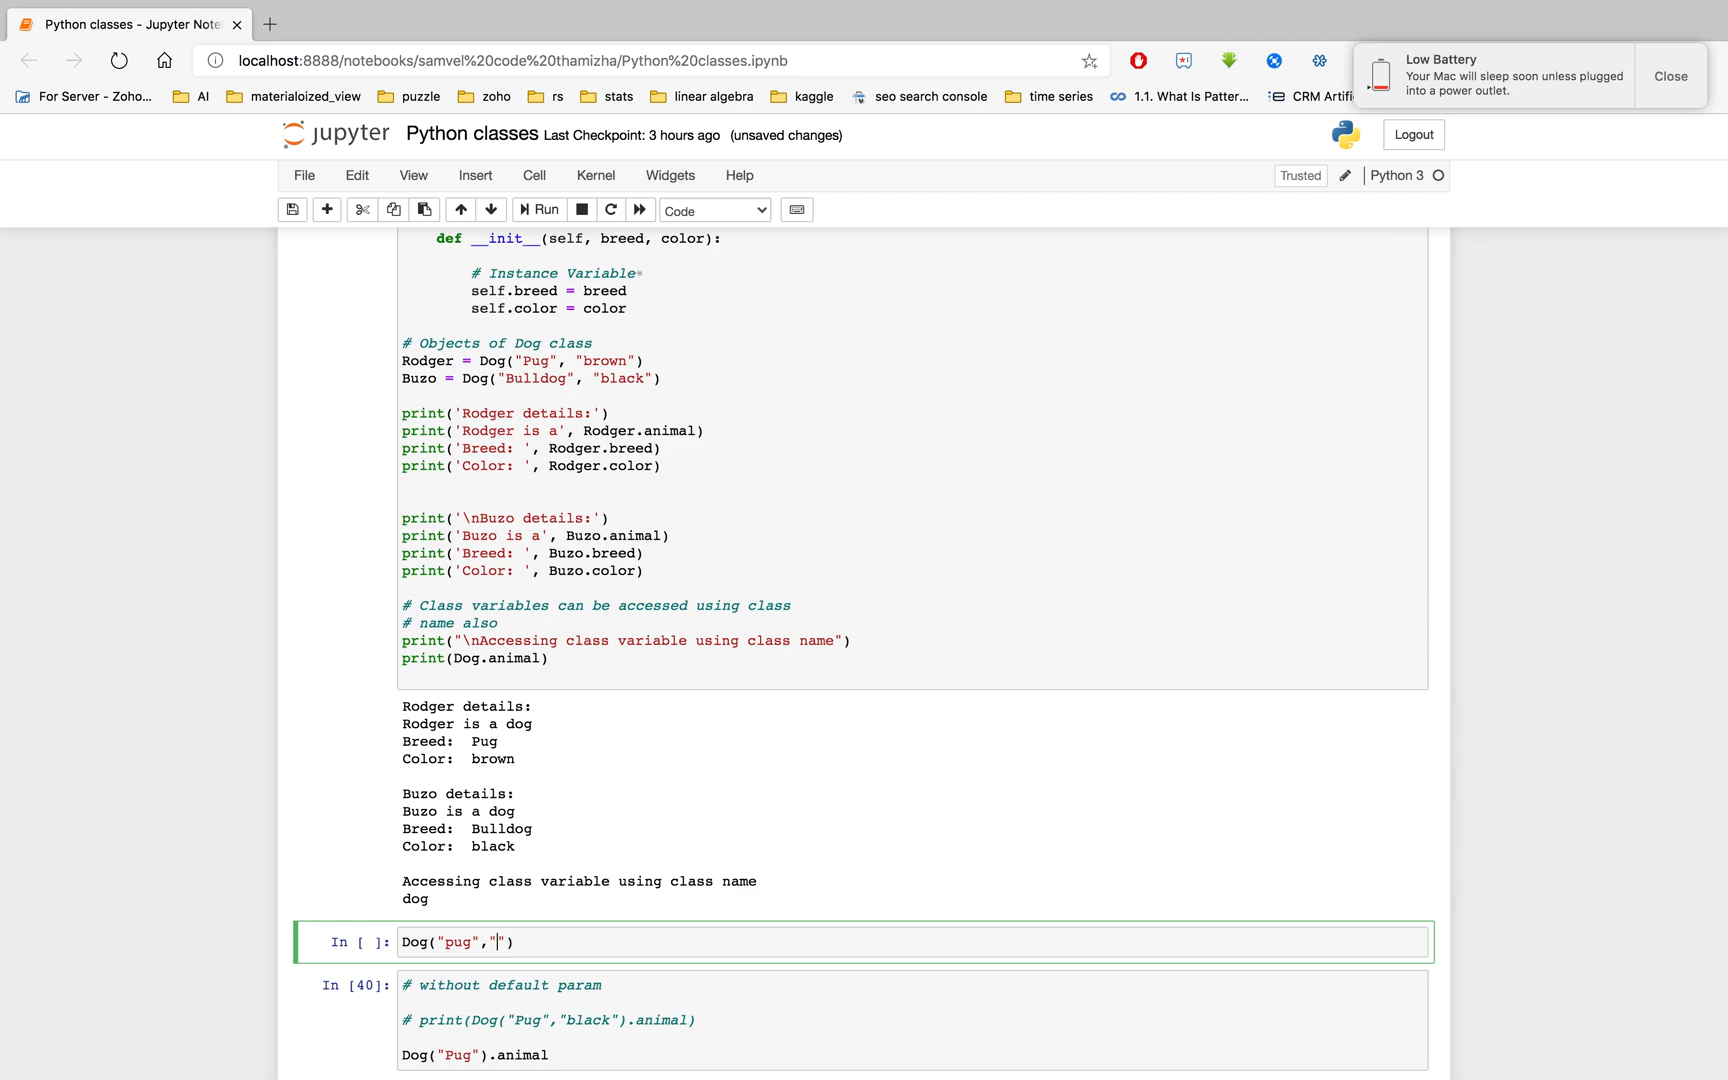 Python classes - Jupyter Note
localhost:8888/notebooks/samvel%20code%20thamizha/Python%20classes.ipynb
Low Battery
Your Mac will sleep soon unless plugged
into a power outlet.
Close
For Server - Zoho... AI materialoized_view puzzle zoho rs stats linear algebra kaggle seo search console time series 1.1. What Is Patter... CRM Artifi
jupyter Python classes Last Checkpoint: 3 hours ago (unsaved changes)
Logout
File Edit View Insert Cell Kernel Widgets Help
Trusted Python 3
Run Code
def __init__(self, breed, color):
# Instance Variable
self.breed = breed
self.color = color
# Objects of Dog class
Rodger = Dog("Pug", "brown")
Buzo = Dog("Bulldog", "black")
print('Rodger details:')
print('Rodger is a', Rodger.animal)
print('Breed: ', Rodger.breed)
print('Color: ', Rodger.color)
print('\nBuzo details:')
print('Buzo is a', Buzo.animal)
print('Breed: ', Buzo.breed)
print('Color: ', Buzo.color)
# Class variables can be accessed using class
# name also
print("\nAccessing class variable using class name")
print(Dog.animal)
Rodger details:
Rodger is a dog
Breed:  Pug
Color:  brown
Buzo details:
Buzo is a dog
Breed:  Bulldog
Color:  black
Accessing class variable using class name
dog
In [ ]: Dog("pug","")
In [40]: # without default param
# print(Dog("Pug","black").animal)
Dog("Pug").animal